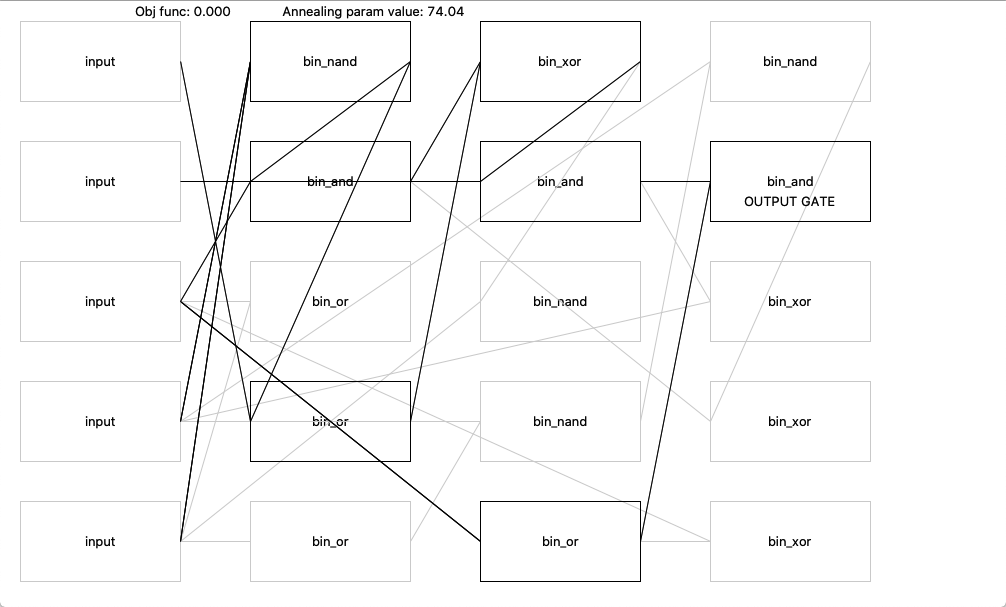 Obj func: 0.000 Annealing param value: 74.04
input bin_nand bin_xor bin_nand
input bin_and bin_and bin_and
OUTPUT GATE
input bin_or bin_nand bin_xor
input bin_or bin_nand bin_xor
input bin_or bin_or bin_xor